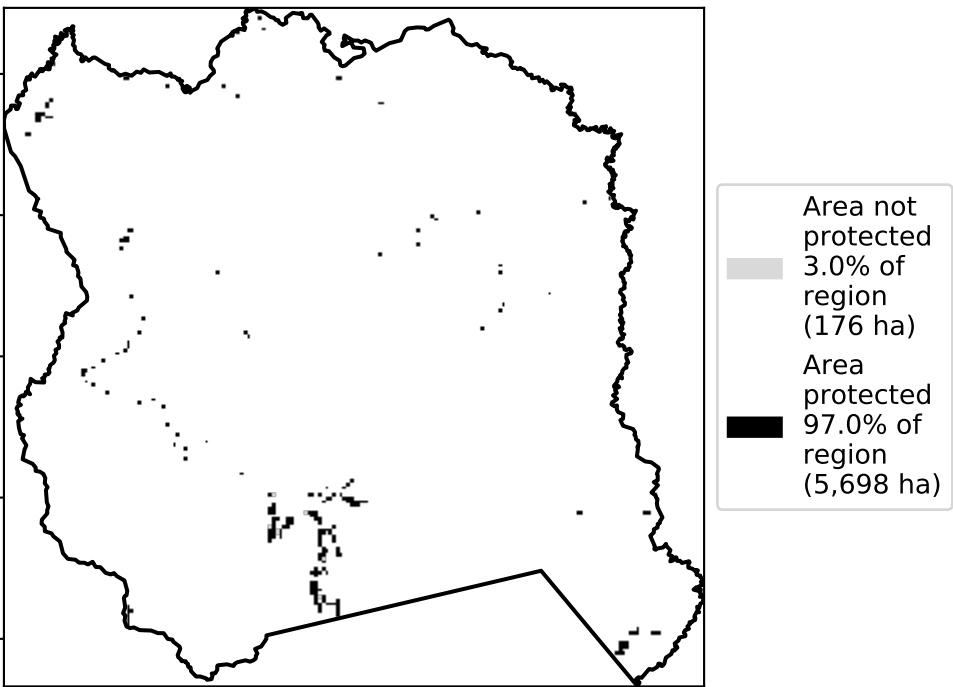 Area not
protected
3.0% of
region
(176 ha)
Area
protected
97.0% of
region
(5,698 ha)